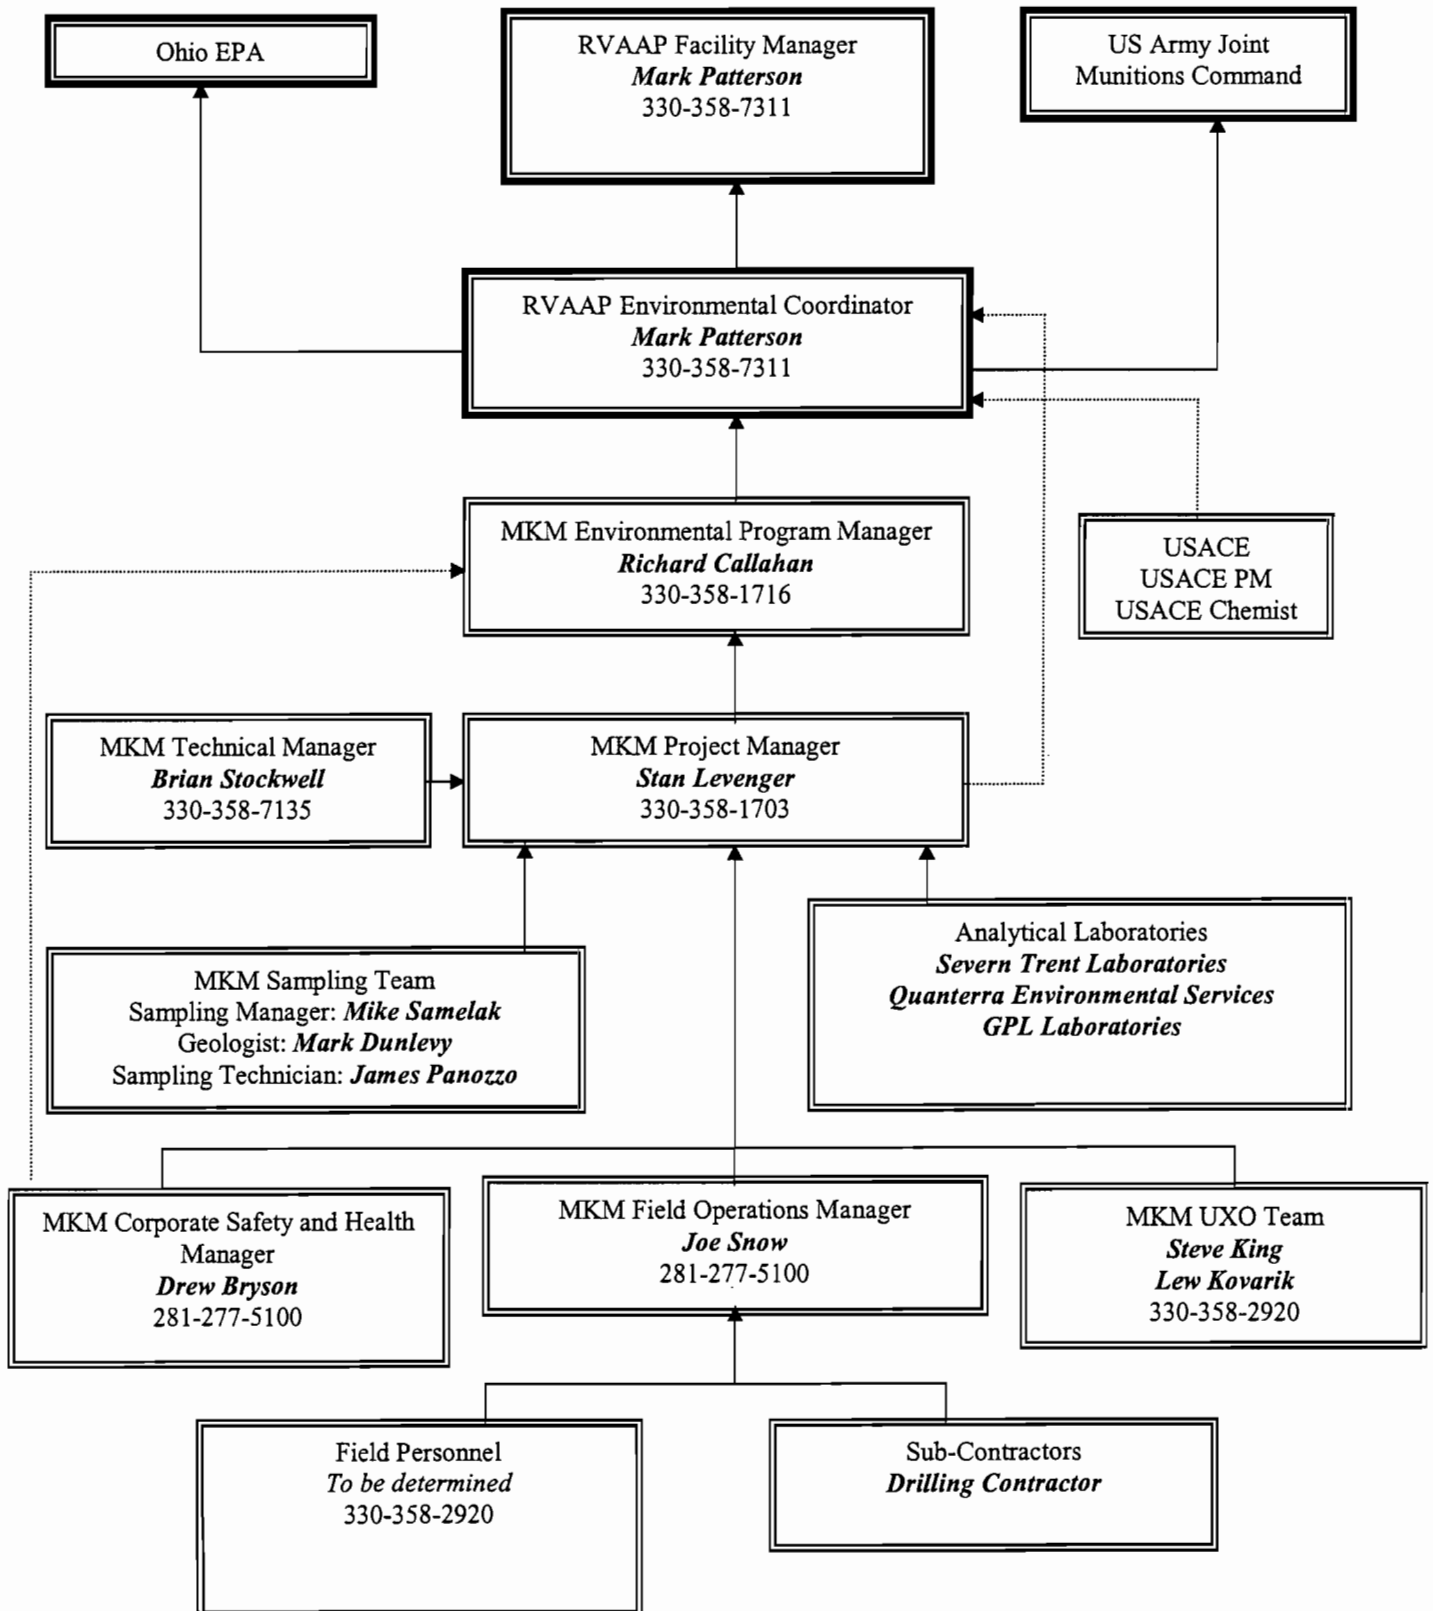 Ohio EPA
RVAAP Facility Manager
Mark Patterson
330-358-7311
US Army Joint
Munitions Command
RVAAP Environmental Coordinator
Mark Patterson
330-358-7311
MKM Environmental Program Manager
Richard Callahan
330-358-1716
USACE
USACE PM
USACE Chemist
MKM Technical Manager
Brian Stockwell
330-358-7135
MKM Project Manager
Stan Levenger
330-358-1703
MKM Sampling Team
Sampling Manager: Mike Samelak
Geologist: Mark Dunlevy
Sampling Technician: James Panozzo
Analytical Laboratories
Severn Trent Laboratories
Quanterra Environmental Services
GPL Laboratories
MKM Corporate Safety and Health
Manager
Drew Bryson
281-277-5100
MKM Field Operations Manager
Joe Snow
281-277-5100
MKM UXO Team
Steve King
Lew Kovarik
330-358-2920
Field Personnel
To be determined
330-358-2920
Sub-Contractors
Drilling Contractor